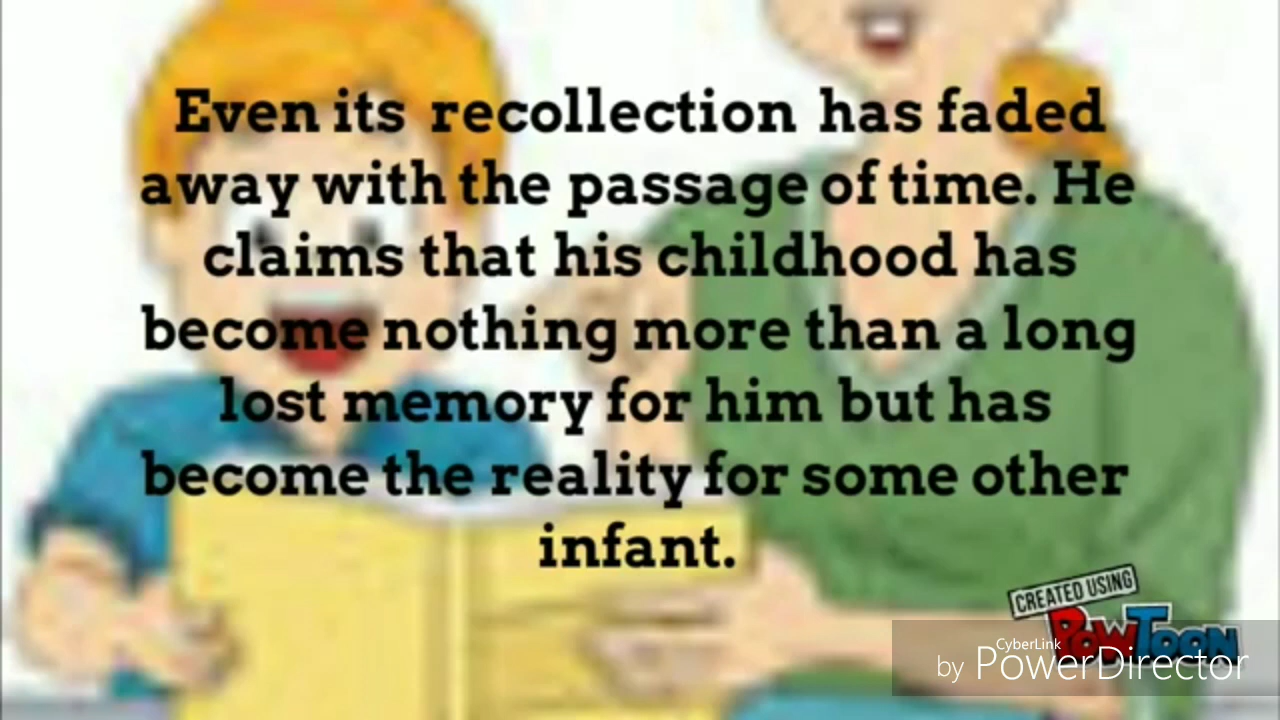 Even its recollection has faded
away with the passage of time. He
claims that his childhood has
become nothing more than a long
lost memory for him but has
become the reality for some other
infant.
CREATED USING
POWTOON
CyberLink
by PowerDirector